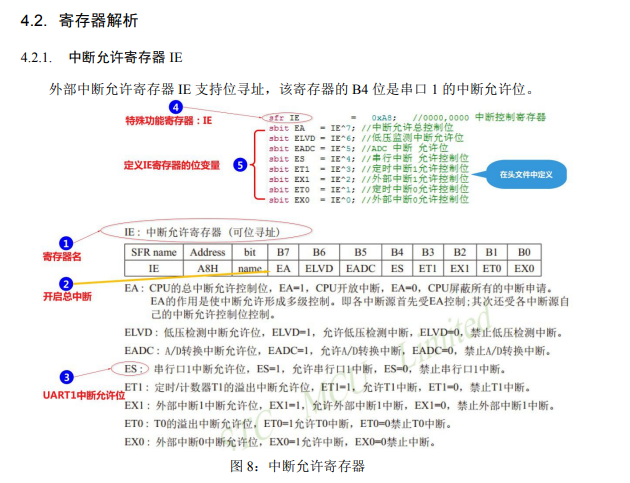 4.2. 寄存器解析
4.2.1. 中断允许寄存器 IE
外部中断允许寄存器 IE 支持位寻址，该寄存器的 B4 位是串口 1 的中断允许位。
4
特殊功能寄存器：IE
sfr IE = 0xA8; //0000,0000 中断控制寄存器
sbit EA = IE^7; //中断允许总控制位
sbit ELVD = IE^6; //低压监测中断允许位
sbit EADC = IE^5; //ADC 中断 允许位
sbit ES = IE^4; //串行中断 允许控制位
sbit ET1 = IE^3; //定时中断1允许控制位
sbit EX1 = IE^2; //外部中断1允许控制位
sbit ET0 = IE^1; //定时中断0允许控制位
sbit EX0 = IE^0; //外部中断0允许控制位
定义IE寄存器的位变量
5
在头文件中定义
1
寄存器名
IE：中断允许寄存器（可位寻址）
SFR name Address bit B7 B6 B5 B4 B3 B2 B1 B0
IE A8H name EA ELVD EADC ES ET1 EX1 ET0 EX0
2
开启总中断
EA：CPU的总中断允许控制位，EA=1，CPU开放中断，EA=0，CPU屏蔽所有的中断申请。
EA的作用是使中断允许形成多级控制。即各中断源首先受EA控制;其次还受各中断源自
己的中断允许控制位控制。
ELVD：低压检测中断允许位，ELVD=1，允许低压检测中断，ELVD=0，禁止低压检测中断。
EADC：A/D转换中断允许位，EADC=1，允许A/D转换中断，EADC=0，禁止A/D转换中断。
3
UART1中断允许位
ES：串行口1中断允许位，ES=1，允许串行口1中断，ES=0，禁止串行口1中断。
ET1：定时/计数器T1的溢出中断允许位，ET1=1，允许T1中断，ET1=0，禁止T1中断。
EX1：外部中断1中断允许位，EX1=1，允许外部中断1中断，EX1=0，禁止外部中断1中断。
ET0：T0的溢出中断允许位，ET0=1允许T0中断，ET0=0禁止T0中断。
EX0：外部中断0中断允许位，EX0=1允许中断，EX0=0禁止中断。
STC MCU Limited
图 8：中断允许寄存器